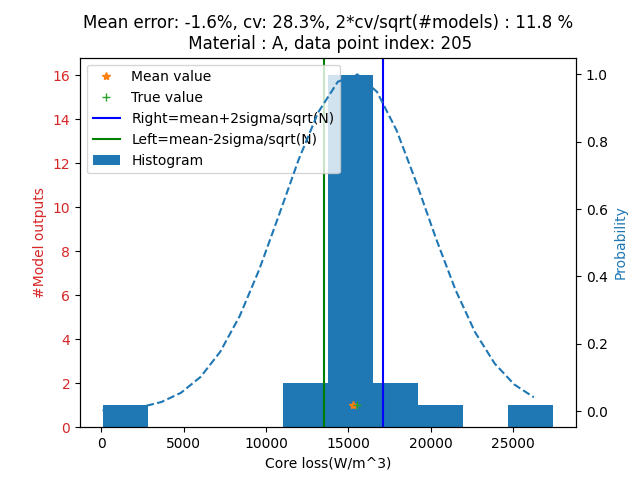 Mean error: -1.6%, cv: 28.3%, 2*cv/sqrt(#models) : 11.8 %
Material : A, data point index: 205
Mean value
True value
Right=mean+2sigma/sqrt(N)
Left=mean-2sigma/sqrt(N)
Histogram
16
14
12
10
8
6
4
2
0
#Model outputs
1.0
0.8
0.6
0.4
0.2
0.0
Probability
0 5000 10000 15000 20000 25000
Core loss(W/m^3)